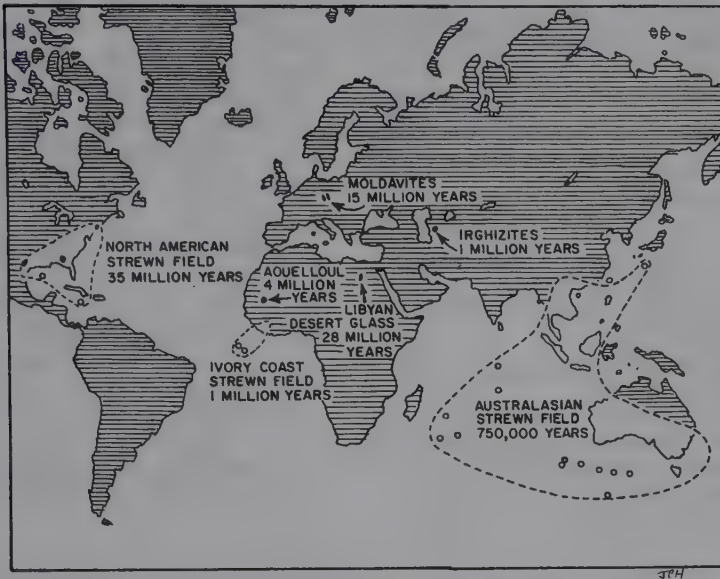 MOLDAVITES
15 MILLION YEARS
IRGHIZITES
1 MILLION YEARS
NORTH AMERICAN
STREWN FIELD
35 MILLION YEARS
AOUELLOUL
4 MILLION
YEARS
LIBYAN
DESERT GLASS
28 MILLION
YEARS
IVORY COAST
STREWN FIELD
1 MILLION YEARS
AUSTRALASIAN
STREWN FIELD
750,000 YEARS
JPH